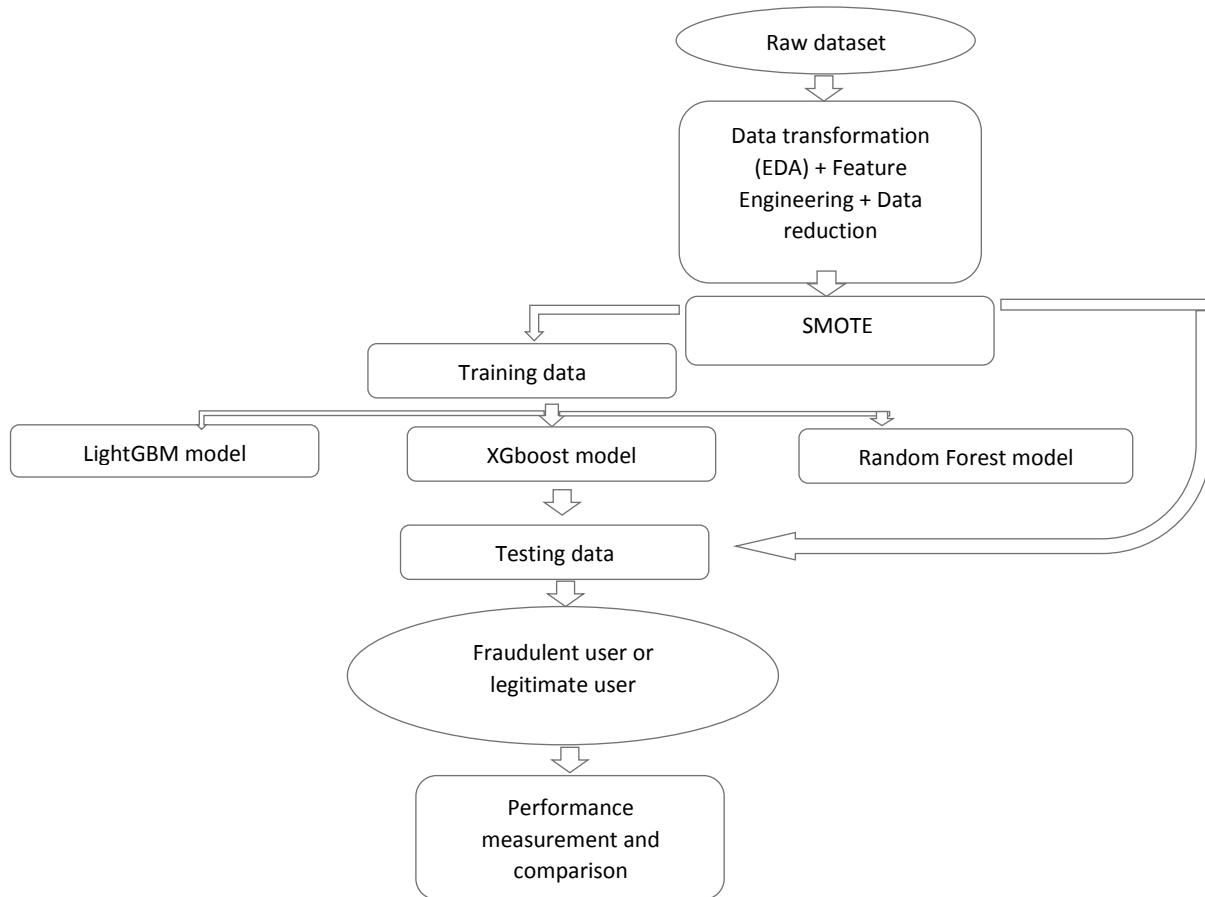 Raw dataset
Data transformation
(EDA) + Feature
Engineering + Data
reduction
SMOTE
Training data
LightGBM model
XGboost model
Random Forest model
Testing data
Fraudulent user or
legitimate user
Performance
measurement and
comparison